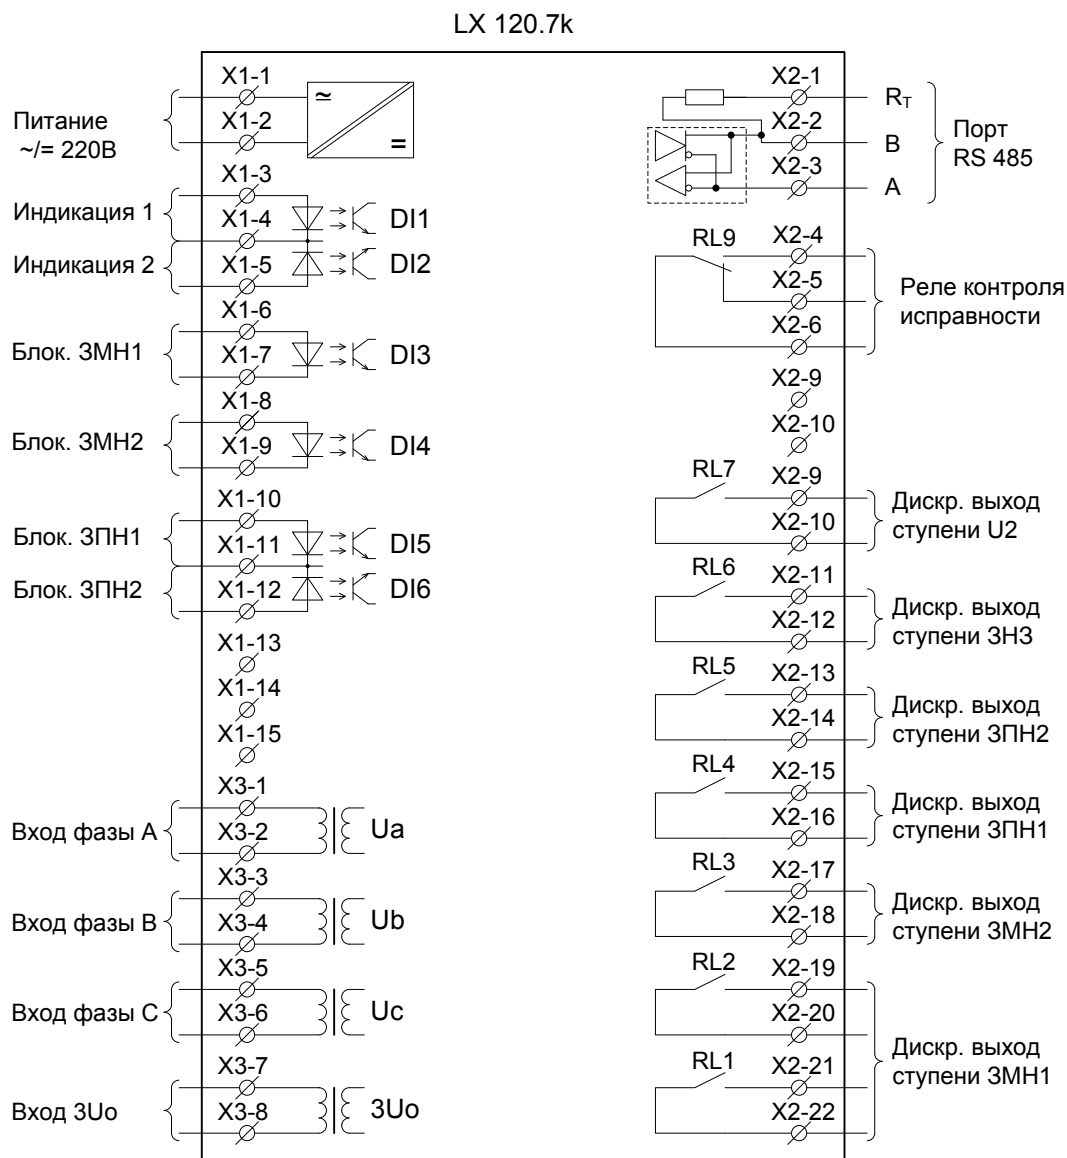 LX 120.7k
X1-1
≃
Питание
~/= 220В
X1-2
=
X1-3
Индикация 1
X1-4
DI1
Индикация 2
X1-5
DI2
X1-6
Блок. ЗМН1
X1-7
DI3
X1-8
Блок. ЗМН2
X1-9
DI4
X1-10
Блок. ЗПН1
X1-11
DI5
Блок. ЗПН2
X1-12
DI6
X1-13
X1-14
X1-15
X3-1
Вход фазы A
X3-2
Ua
X3-3
Вход фазы B
X3-4
Ub
X3-5
Вход фазы C
X3-6
Uc
X3-7
Вход 3Uo
X3-8
3Uo
X2-1
RT
X2-2
B
X2-3
A
Порт
RS 485
RL9
X2-4
X2-5
X2-6
Реле контроля
исправности
X2-9
X2-10
RL7
X2-9
X2-10
Дискр. выход
ступени U2
RL6
X2-11
X2-12
Дискр. выход
ступени ЗНЗ
RL5
X2-13
X2-14
Дискр. выход
ступени ЗПН2
RL4
X2-15
X2-16
Дискр. выход
ступени ЗПН1
RL3
X2-17
X2-18
Дискр. выход
ступени ЗМН2
RL2
X2-19
X2-20
RL1
X2-21
X2-22
Дискр. выход
ступени ЗМН1